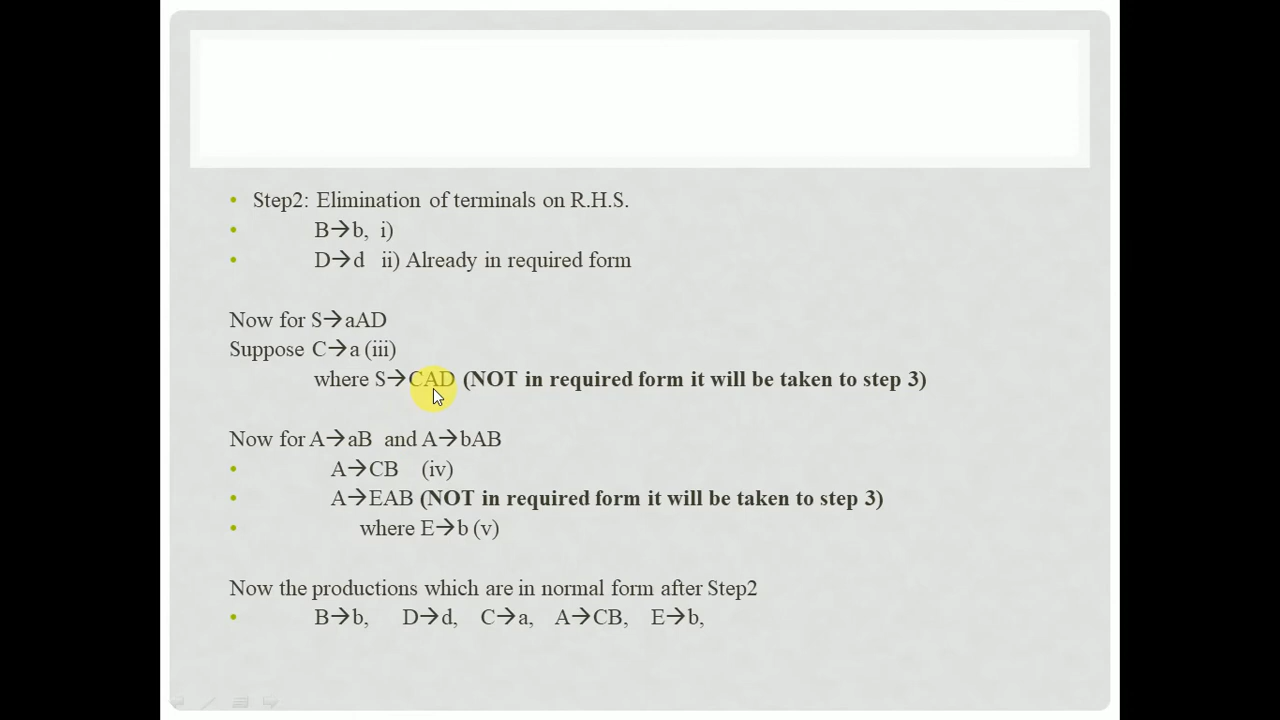 • Step2: Elimination of terminals on R.H.S.
• B→b, i)
• D→d ii) Already in required form
Now for S→aAD
Suppose C→a (iii)
where S→CAD (NOT in required form it will be taken to step 3)
Now for A→aB and A→bAB
• A→CB (iv)
• A→EAB (NOT in required form it will be taken to step 3)
• where E→b (v)
Now the productions which are in normal form after Step2
• B→b, D→d, C→a, A→CB, E→b,